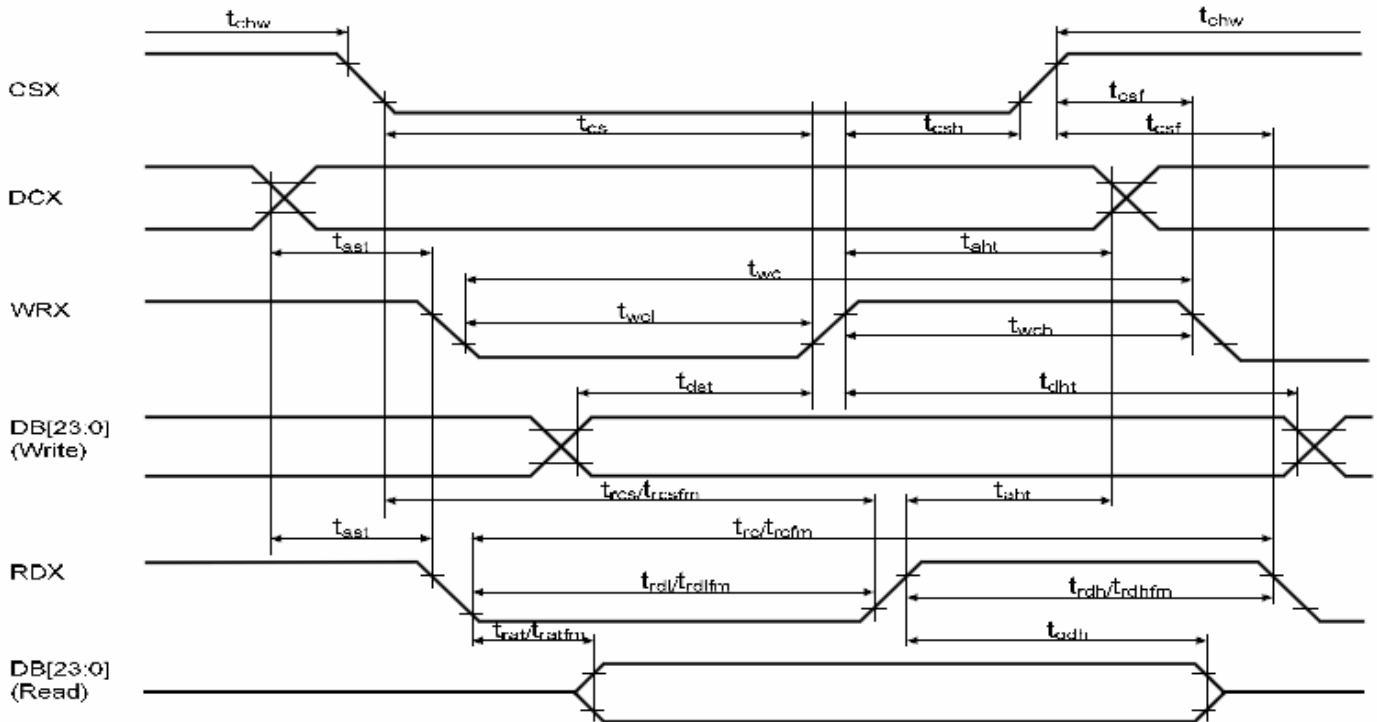 tchw tchw
CSX
tcsf
tcs tcsh tcsf
DCX
tast taht
twc
WRX
twcl twch
tdst tdht
DB[23:0]
(Write)
trcs/trcsfm taht
tast trc/trcfm
RDX
trdl/trdlfm trdh/trdhfm
trat/tratfm todh
DB[23:0]
(Read)